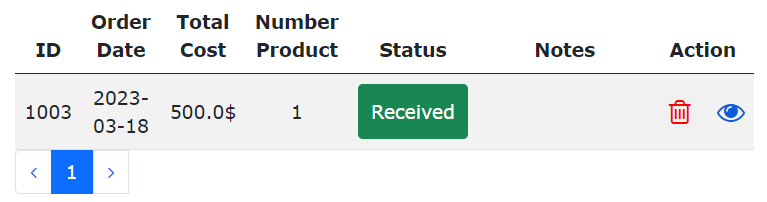 ID Order Date Total Cost Number Product Status Notes Action
1003 2023-03-18 500.0$ 1 Received
‹ 1 ›